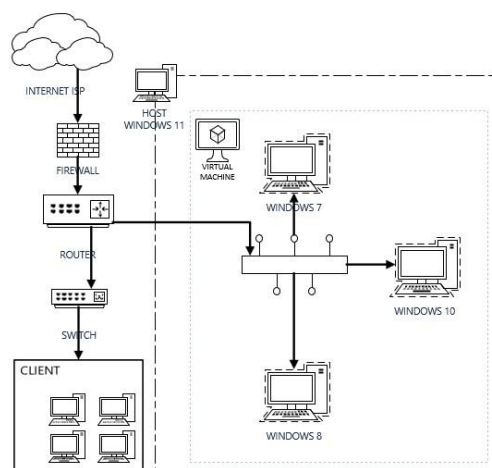 INTERNET ISP
HOST
WINDOWS 11
FIREWALL
VIRTUAL
MACHINE
WINDOWS 7
ROUTER
WINDOWS 10
SWITCH
CLIENT
WINDOWS 8